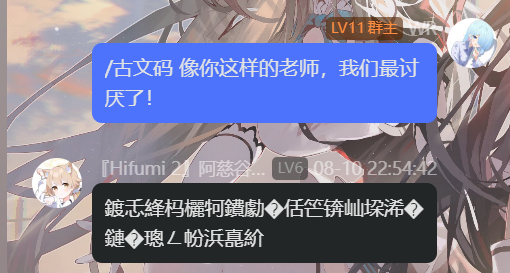 LV11 群主
/古文码 像你这样的老师，我们最讨
厌了！
『Hifumi 2』阿慈谷... LV6 08-10 22:54:42
鍍忎綘杩欐牱鐨勮�佸笀锛屾垜浠�
鏈�璁ㄥ帉浜嗭紒